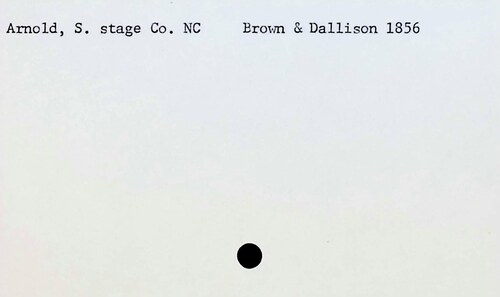 Arnold, S. stage Co. NC Brown & Dallison 1856